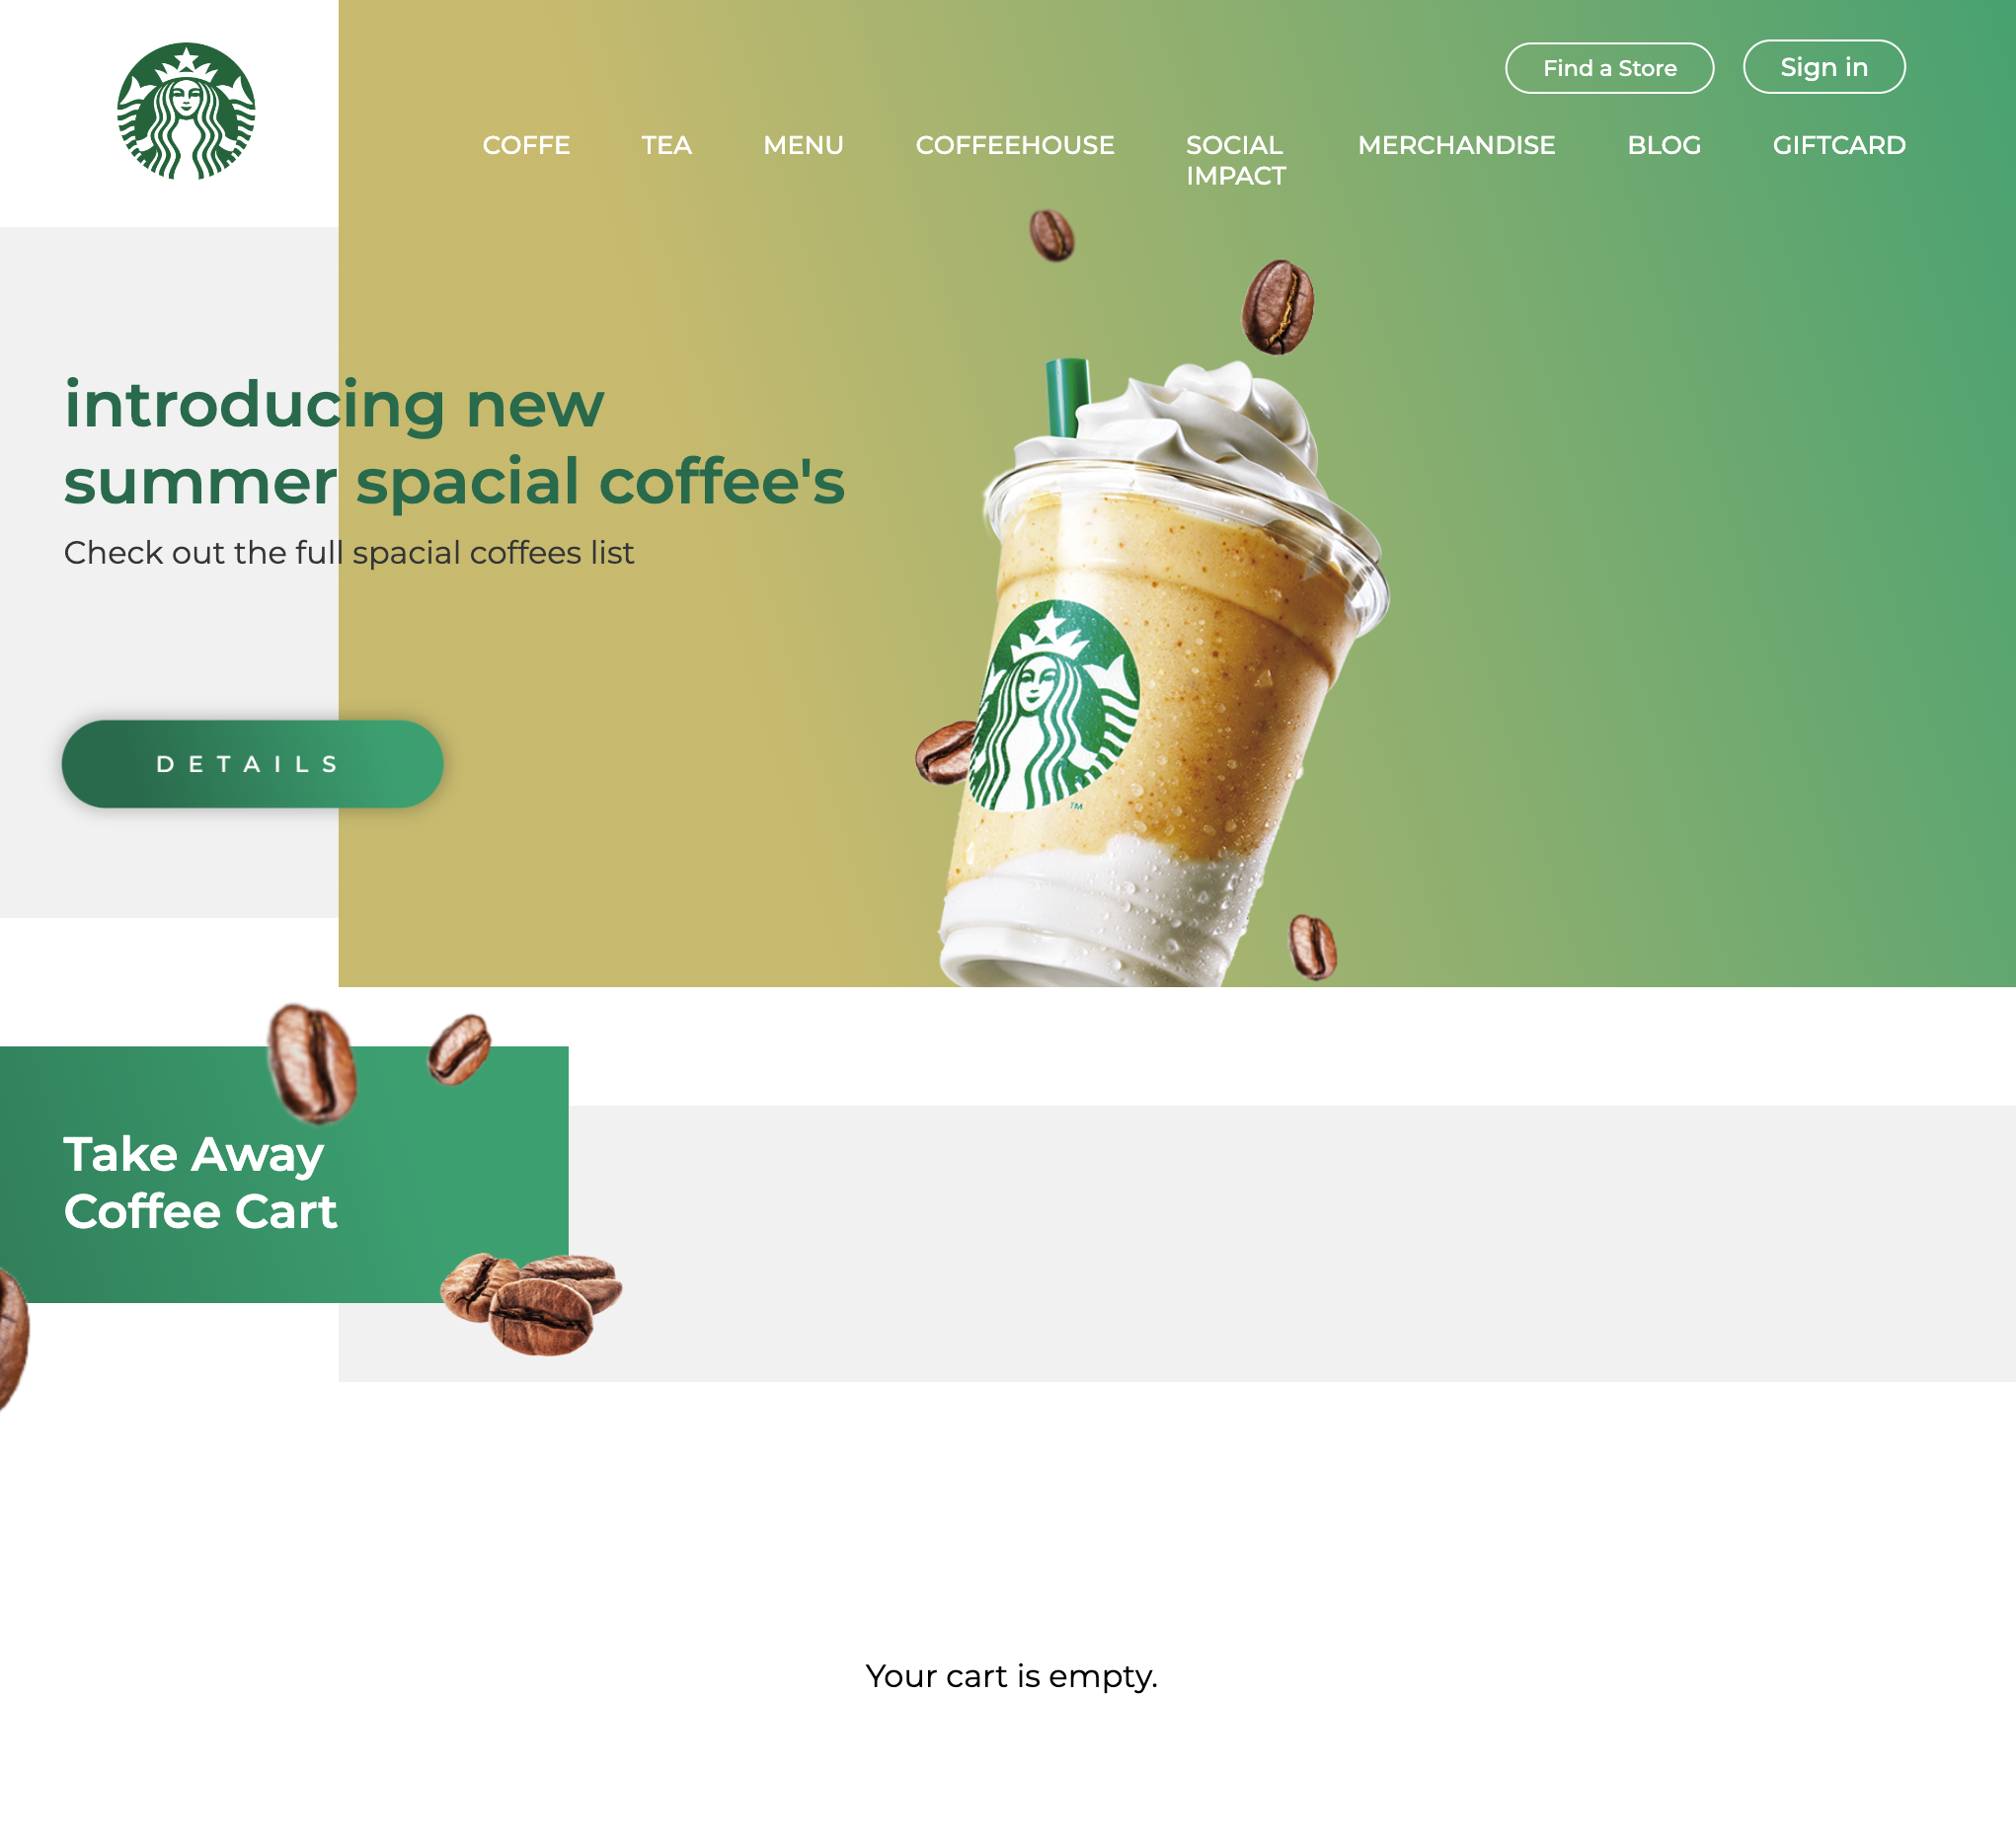 Find a Store
Sign in
COFFE
TEA
MENU
COFFEEHOUSE
SOCIAL
IMPACT
MERCHANDISE
BLOG
GIFTCARD
introducing new
summer spacial coffee's
Check out the full spacial coffees list
DETAILS
TM
Take Away
Coffee Cart
Your cart is empty.